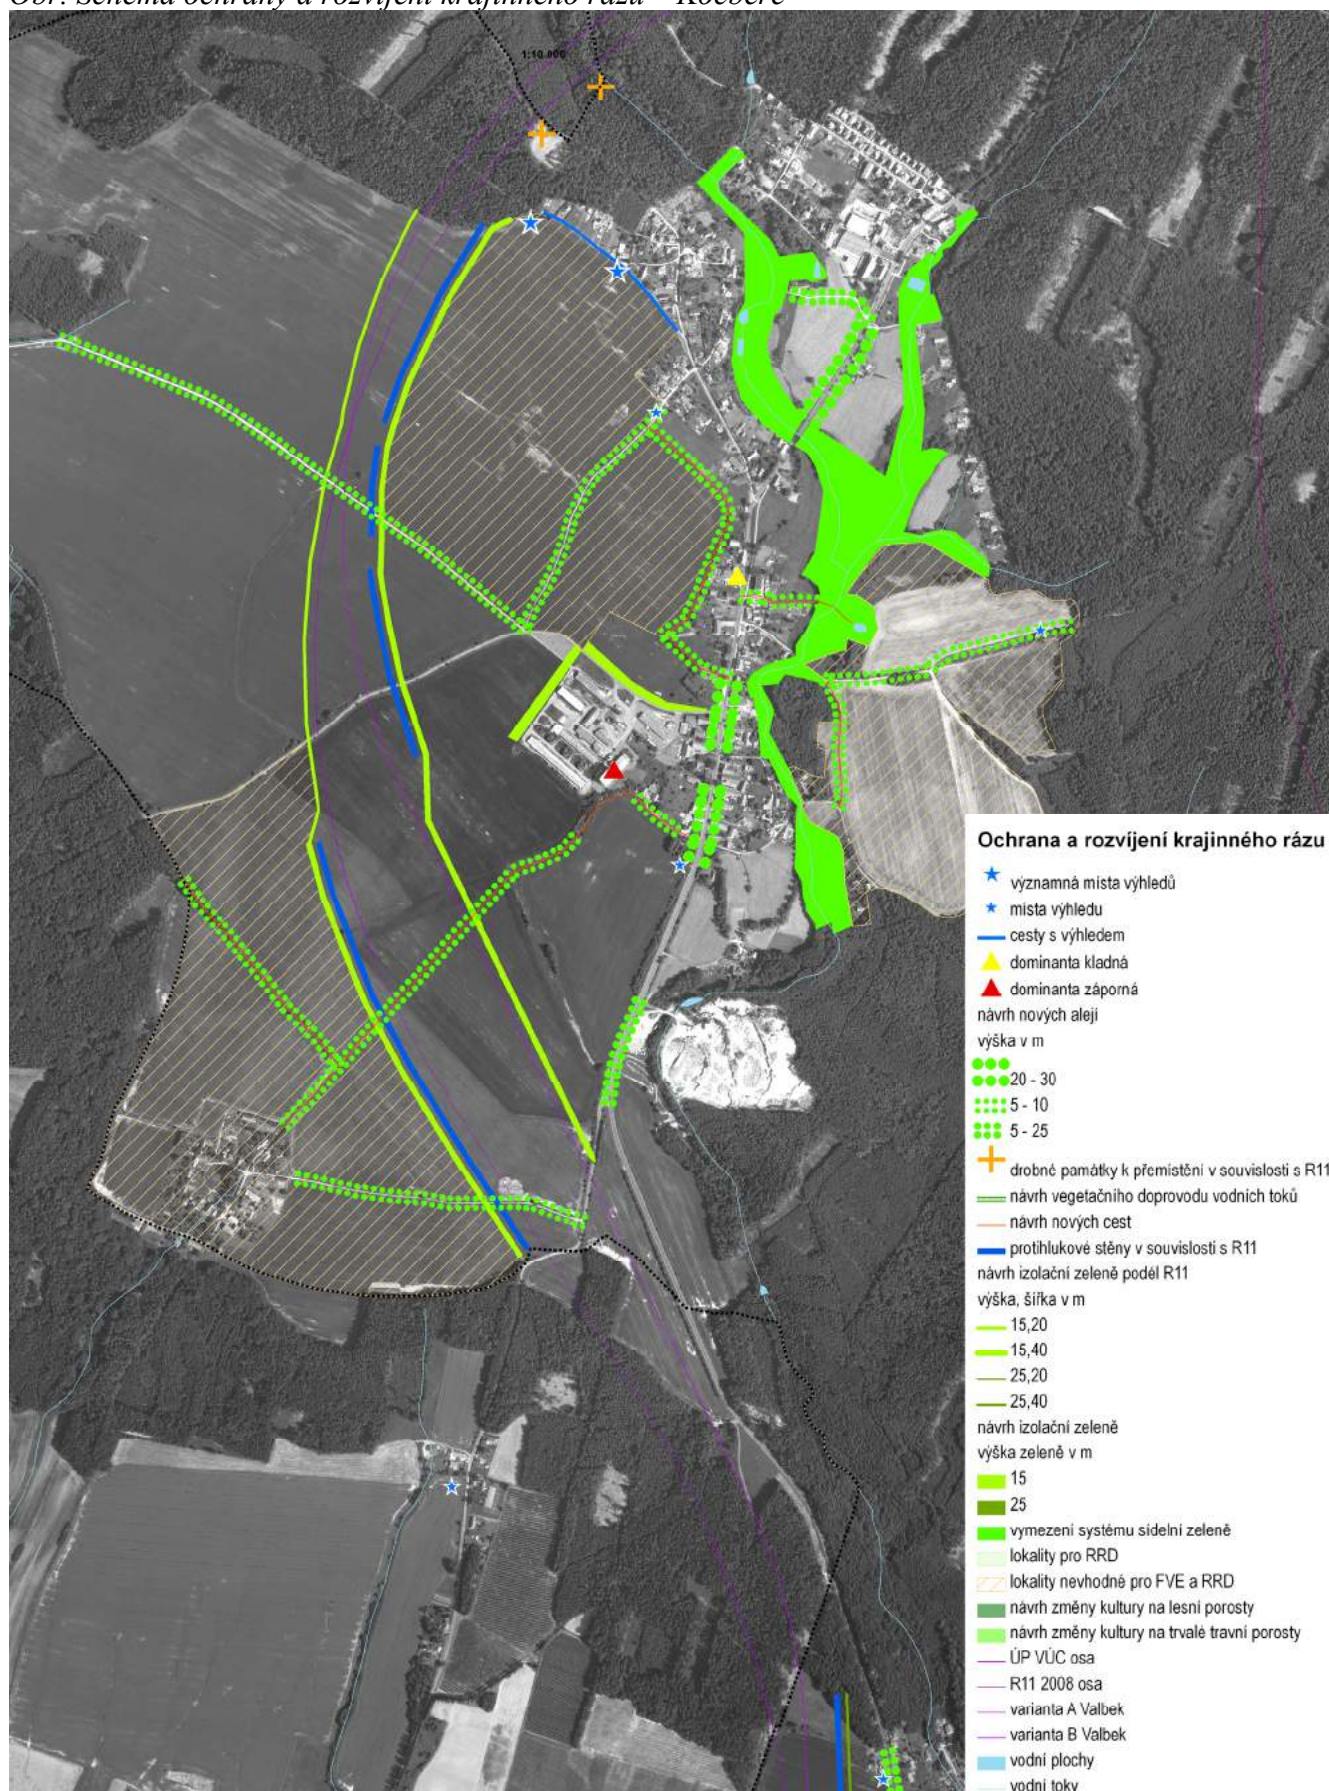 Obr. Schéma ochrany a rozvíjení krajinného rázu – Kocbeře
1:10 000
Ochrana a rozvíjení krajinného rázu
významná místa výhledů
místa výhledu
cesty s výhledem
dominanta kladná
dominanta záporná
návrh nových alejí
výška v m
20 - 30
5 - 10
5 - 25
drobné památky k přemístění v souvislosti s R11
návrh vegetačního doprovodu vodních toků
návrh nových cest
protihlukové stěny v souvislosti s R11
návrh izolační zeleně podél R11
výška, šířka v m
15,20
15,40
25,20
25,40
návrh izolační zeleně
výška zeleně v m
15
25
vymezení systému sídelní zeleně
lokality pro RRD
lokality nevhodné pro FVE a RRD
návrh změny kultury na lesní porosty
návrh změny kultury na trvalé travní porosty
ÚP VÚC osa
R11 2008 osa
varianta A Valbek
varianta B Valbek
vodní plochy
vodní toky